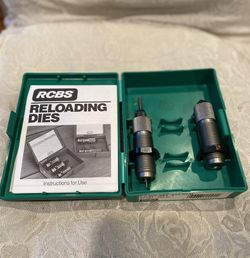 RCBS
RELOADING
DIES
Instructions for Use